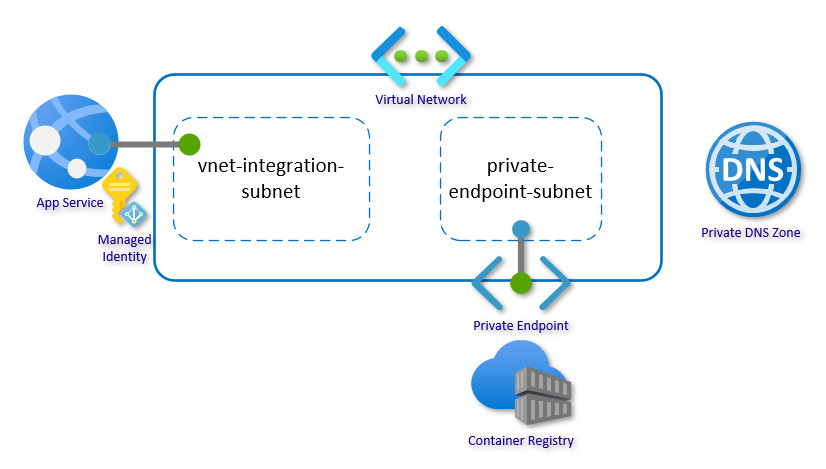 Virtual Network
vnet-integration-
subnet
private-
endpoint-subnet
DNS
App Service
Managed
Identity
Private DNS Zone
Private Endpoint
Container Registry